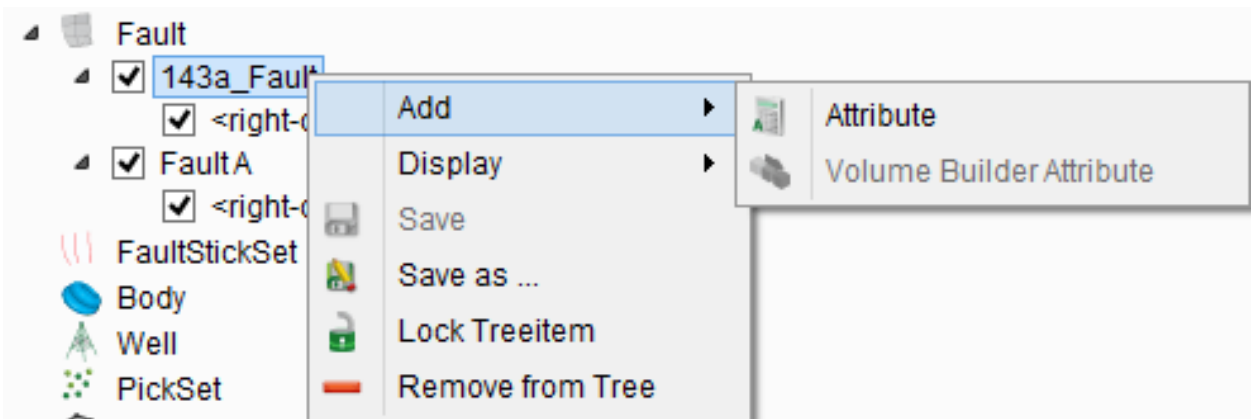 Fault
143a_Fault
Add
Attribute
<right-c
Fault A
Display
Volume Builder Attribute
<right-c
Save
FaultStickSet
Save as ...
Body
Lock Treeitem
Well
PickSet
Remove from Tree